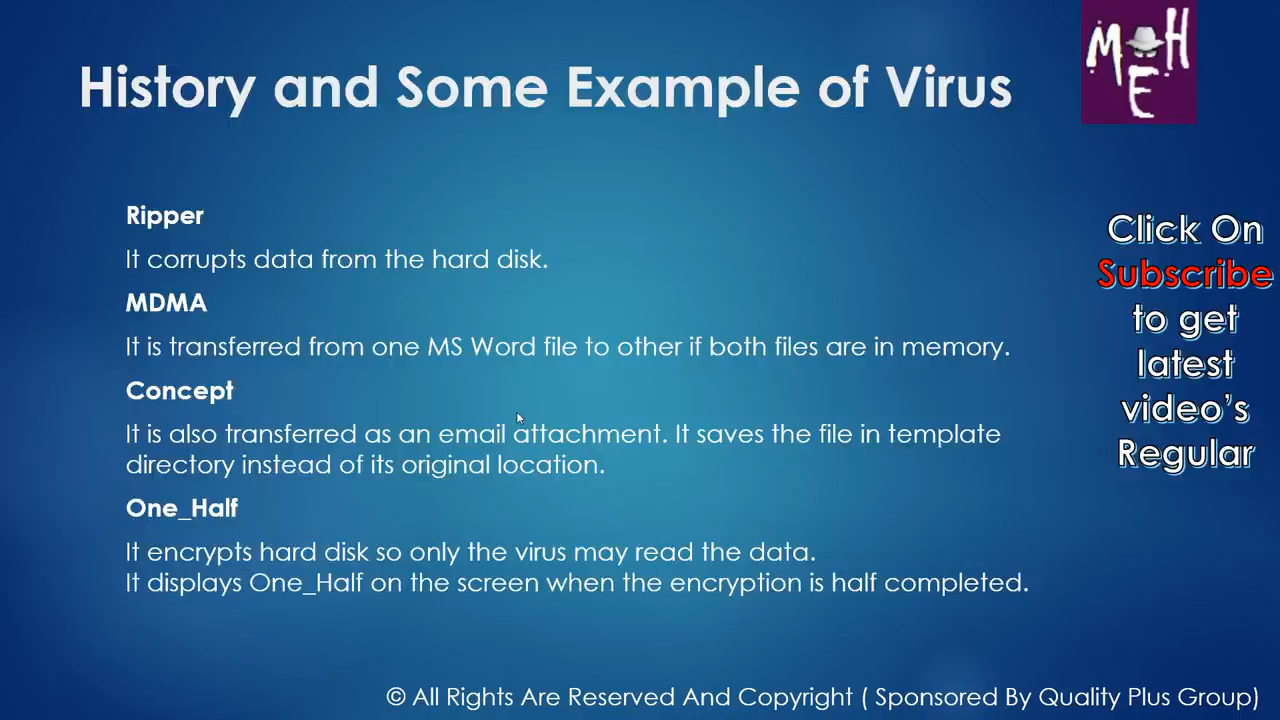 History and Some Example of Virus
M H
E
Ripper
It corrupts data from the hard disk.
MDMA
It is transferred from one MS Word file to other if both files are in memory.
Concept
It is also transferred as an email attachment. It saves the file in template
directory instead of its original location.
One_Half
It encrypts hard disk so only the virus may read the data.
It displays One_Half on the screen when the encryption is half completed.
Click On
Subscribe
to get
latest
video's
Regular
© All Rights Are Reserved And Copyright ( Sponsored By Quality Plus Group)